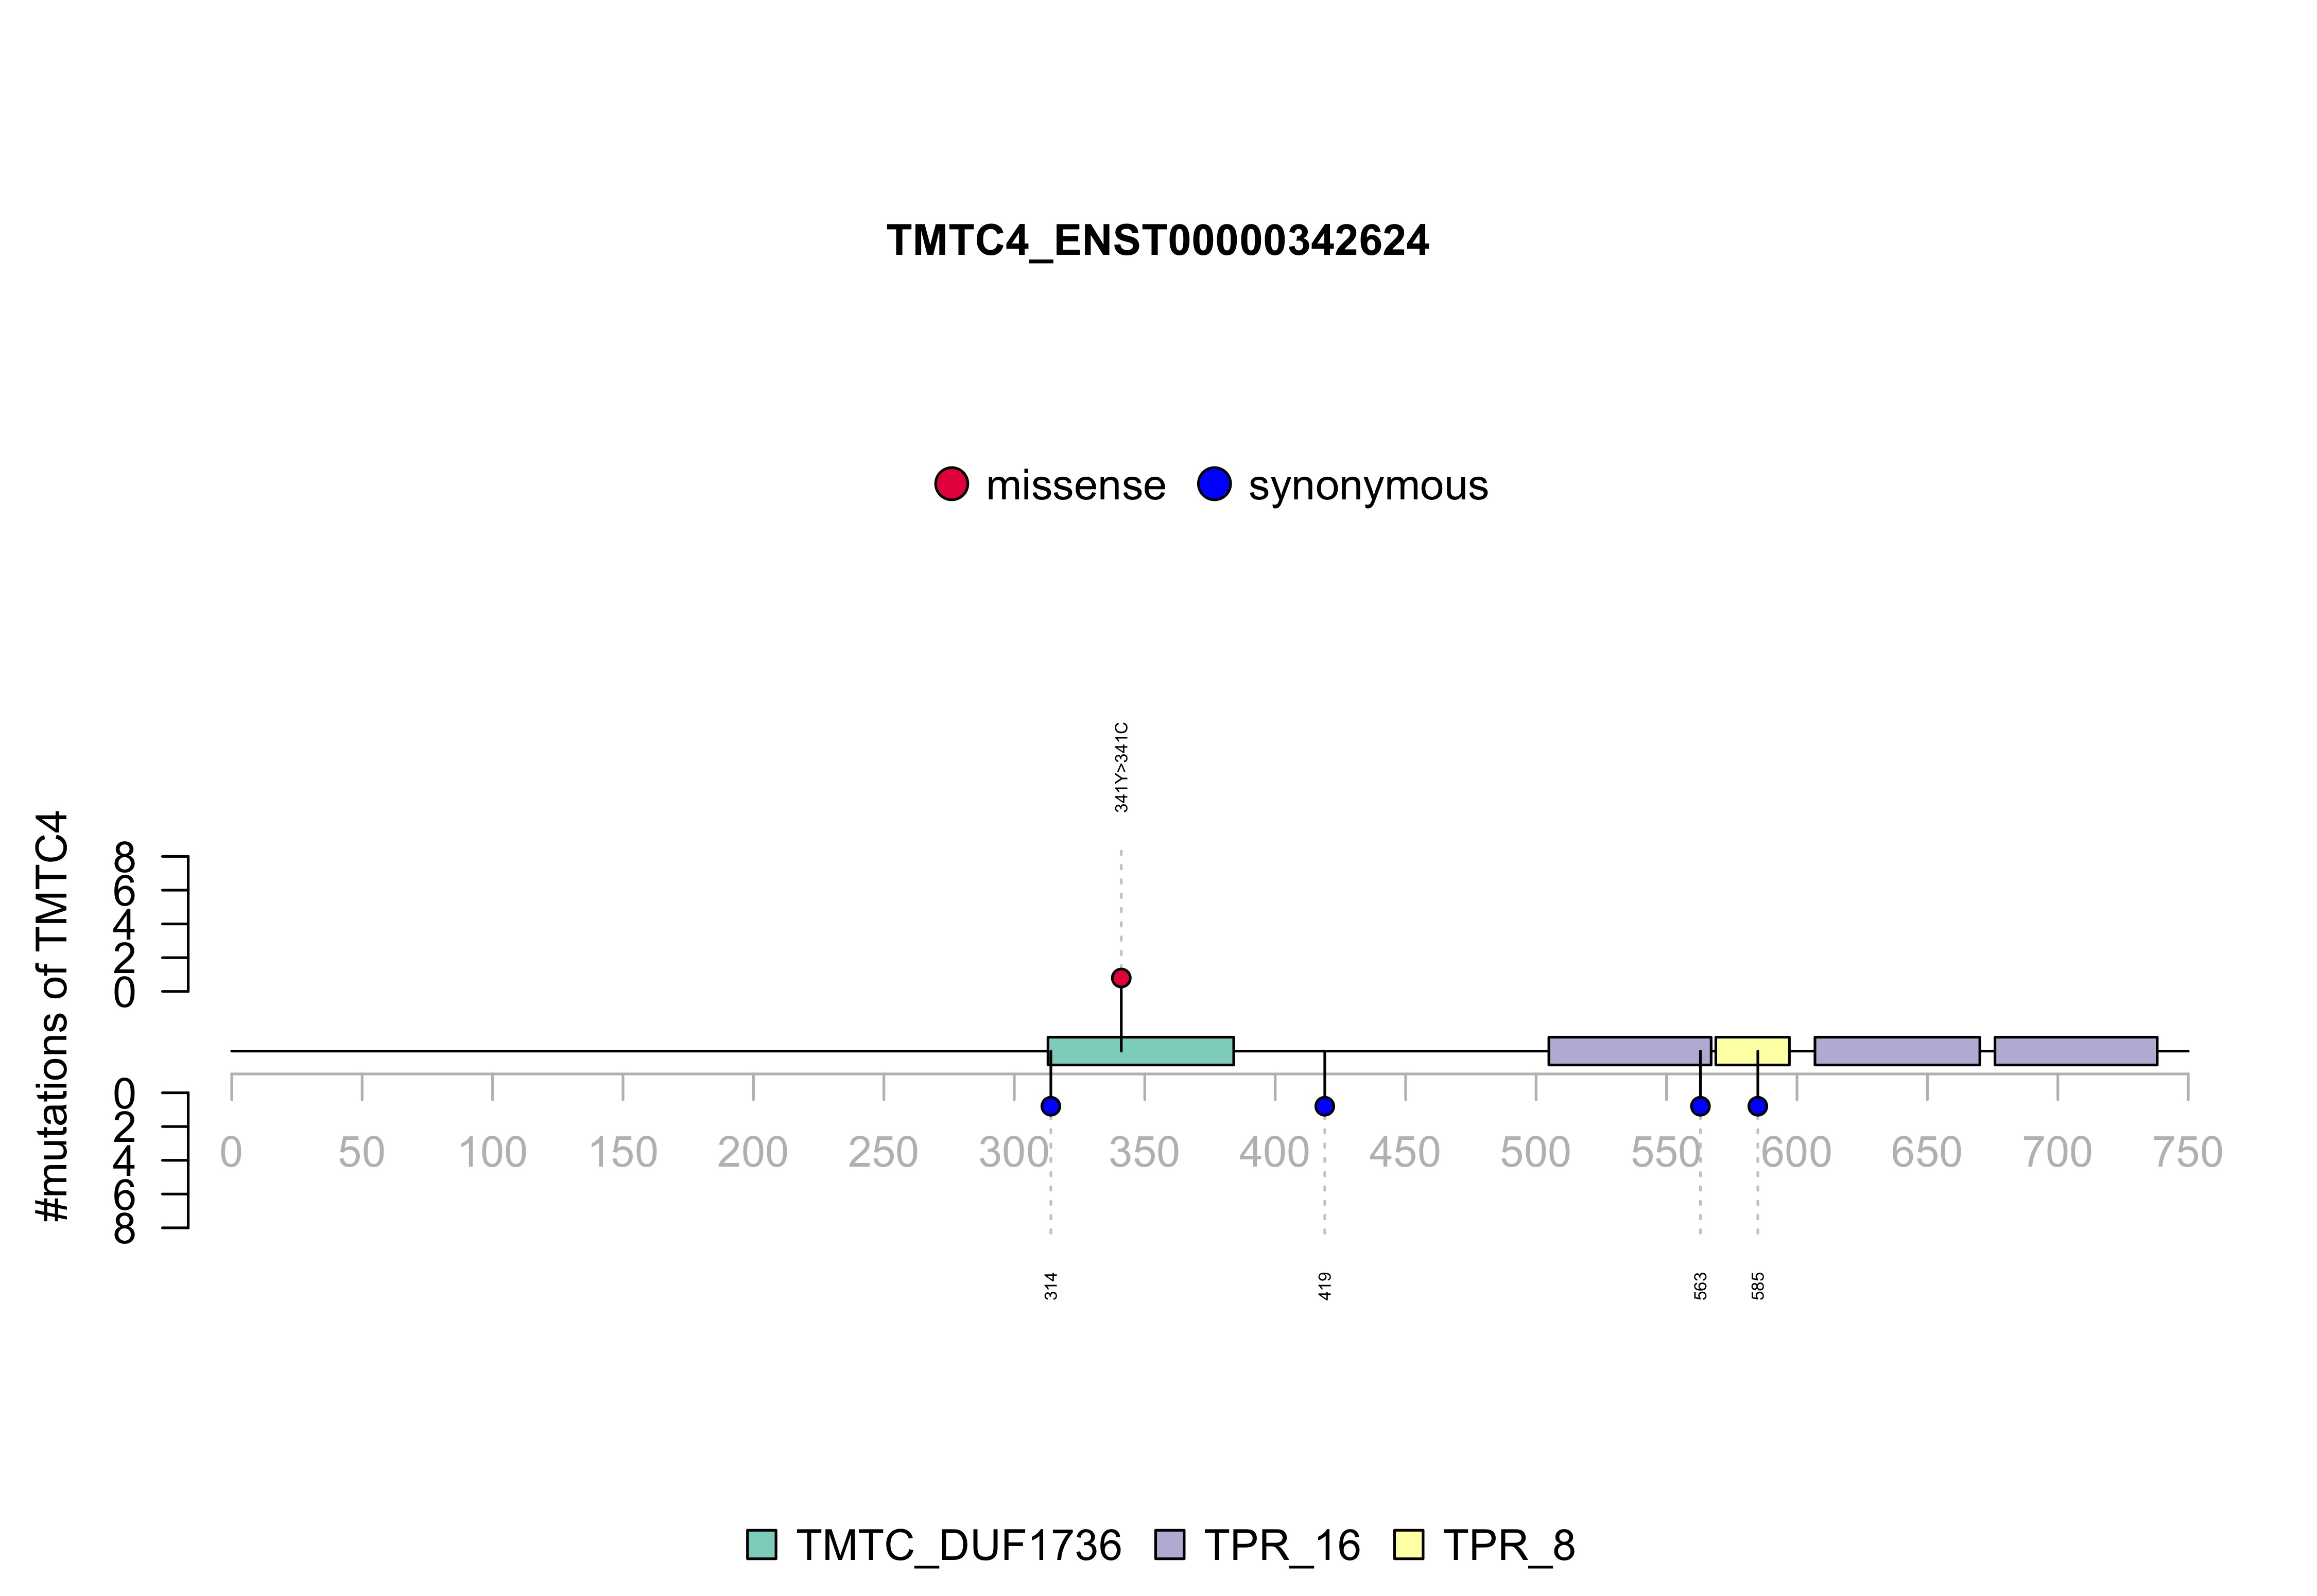 TMTC4_ENST00000342624
missense synonymous
341Y>341C
#mutations of TMTC4
8
6
4
2
0
0
2
4
6
8
0 50 100 150 200 250 300 350 400 450 500 550 600 650 700 750
314 419 563 585
TMTC_DUF1736 TPR_16 TPR_8